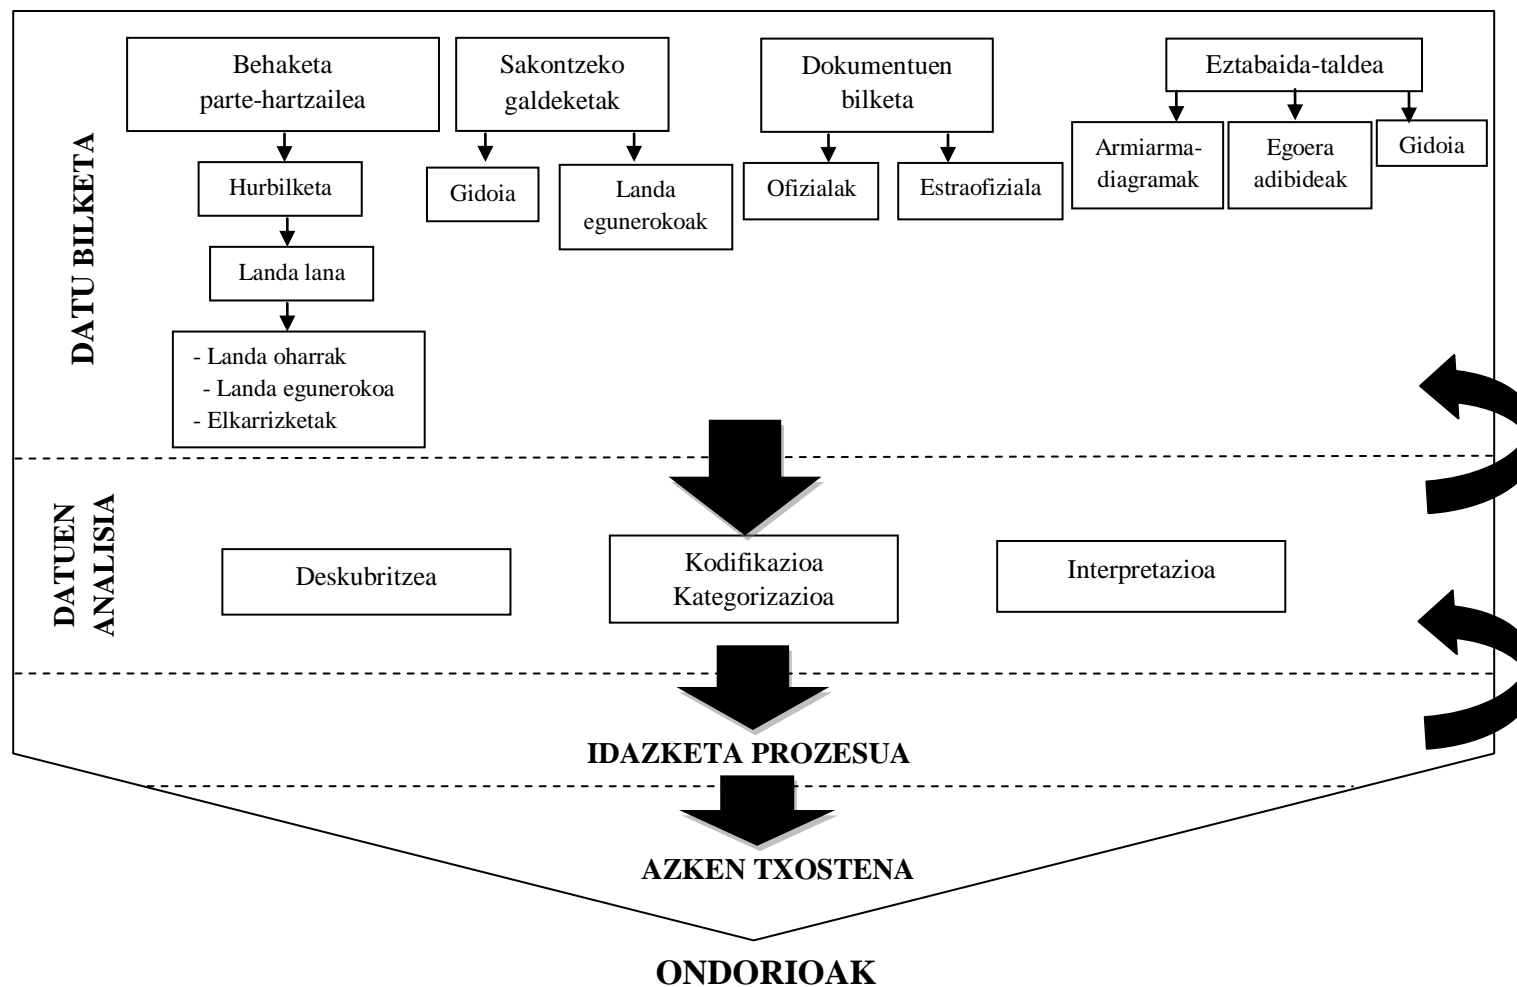 DATU BILKETA
Behaketa
parte-hartzailea
Hurbilketa
Landa lana
- Landa oharrak
- Landa egunerokoa
- Elkarrizketak
Sakontzeko
galdeketak
Gidoia
Landa
egunerokoak
Dokumentuen
bilketa
Ofizialak
Estraofiziala
Eztabaida-taldea
Armiarma-
diagramak
Egoera
adibideak
Gidoia
DATUEN
ANALISIA
Deskubritzea
Kodifikazioa
Kategorizazioa
Interpretazioa
IDAZKETA PROZESUA
AZKEN TXOSTENA
ONDORIOAK